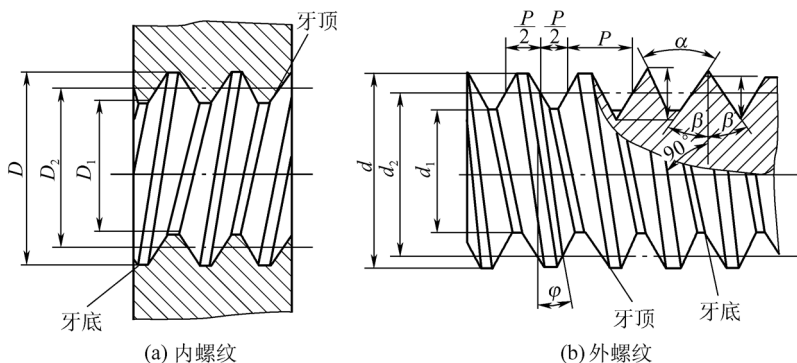 牙顶
D
D₂
D₁
牙底
(a) 内螺纹
P/2
P/2
P
α
β
β
90°
d
d₂
d₁
φ
牙顶
牙底
(b) 外螺纹